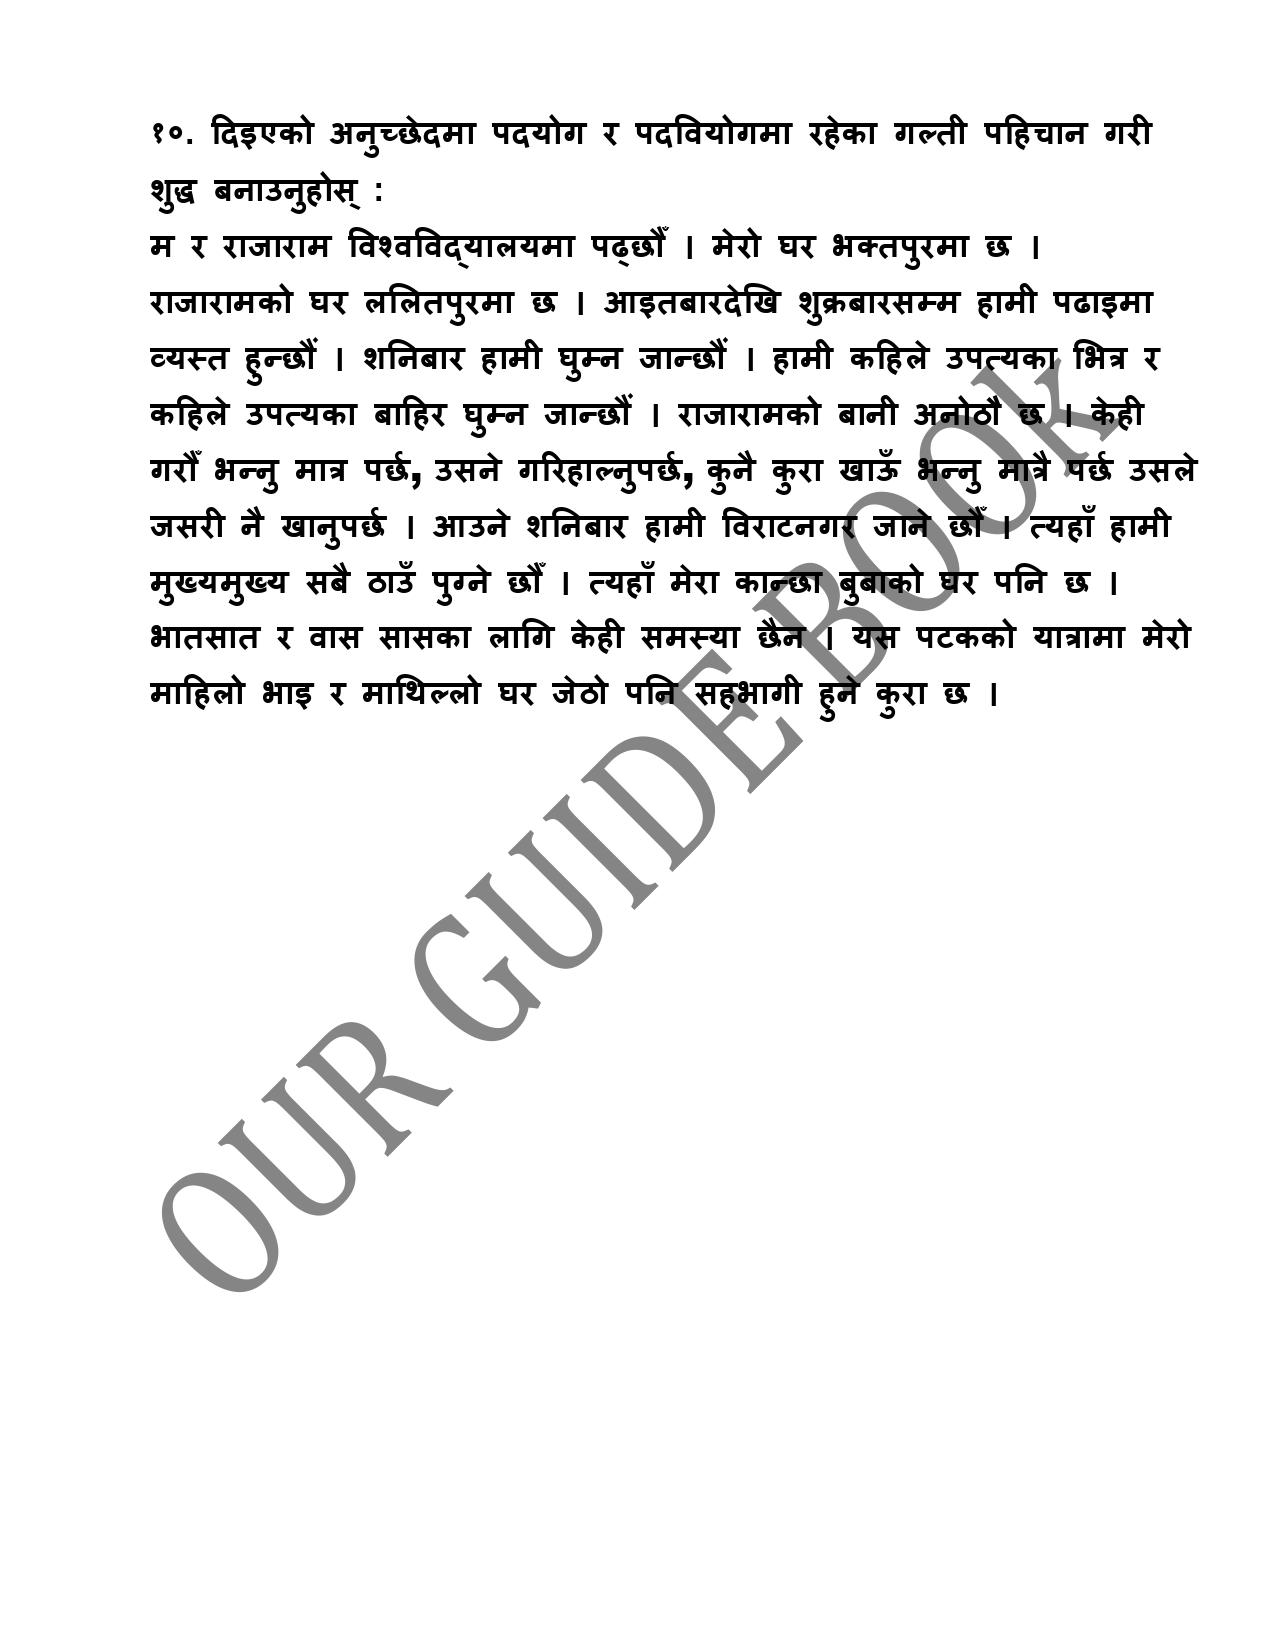 १०. दिइएको अनुच्छेदमा पदयोग र पदवियोगमा रहेका गल्ती पहिचान गरी
शुद्ध बनाउनुहोस् :
म र राजाराम विश्वविद्‌यालयमा पढ्छौँ । मेरो घर भक्तपुरमा छ ।
राजारामको घर ललितपुरमा छ । आइतबारदेखि शुक्रबारसम्म हामी पढाइमा
व्यस्त हुन्छौँ । शनिबार हामी घुम्न जान्छौँ । हामी कहिले उपत्यका भित्र र
कहिले उपत्यका बाहिर घुम्न जान्छौँ । राजारामको बानी अनोठौ छ । केही
गरौँ भन्नु मात्र पर्छ, उसने गरिहाल्नुपर्छ, कुनै कुरा खाऊँ भन्नु मात्रै पर्छ उसले
जसरी नै खानुपर्छ । आउने शनिबार हामी विराटनगर जाने छौँ । त्यहाँ हामी
मुख्यमुख्य सबै ठाउँ पुग्ने छौँ । त्यहाँ मेरा कान्छा बुबाको घर पनि छ ।
भातसात र वास सासका लागि केही समस्या छैन । यस पटकको यात्रामा मेरो
माहिलो भाइ र माथिल्लो घर जेठो पनि सहभागी हुने कुरा छ ।
OUR GUIDE BOOK